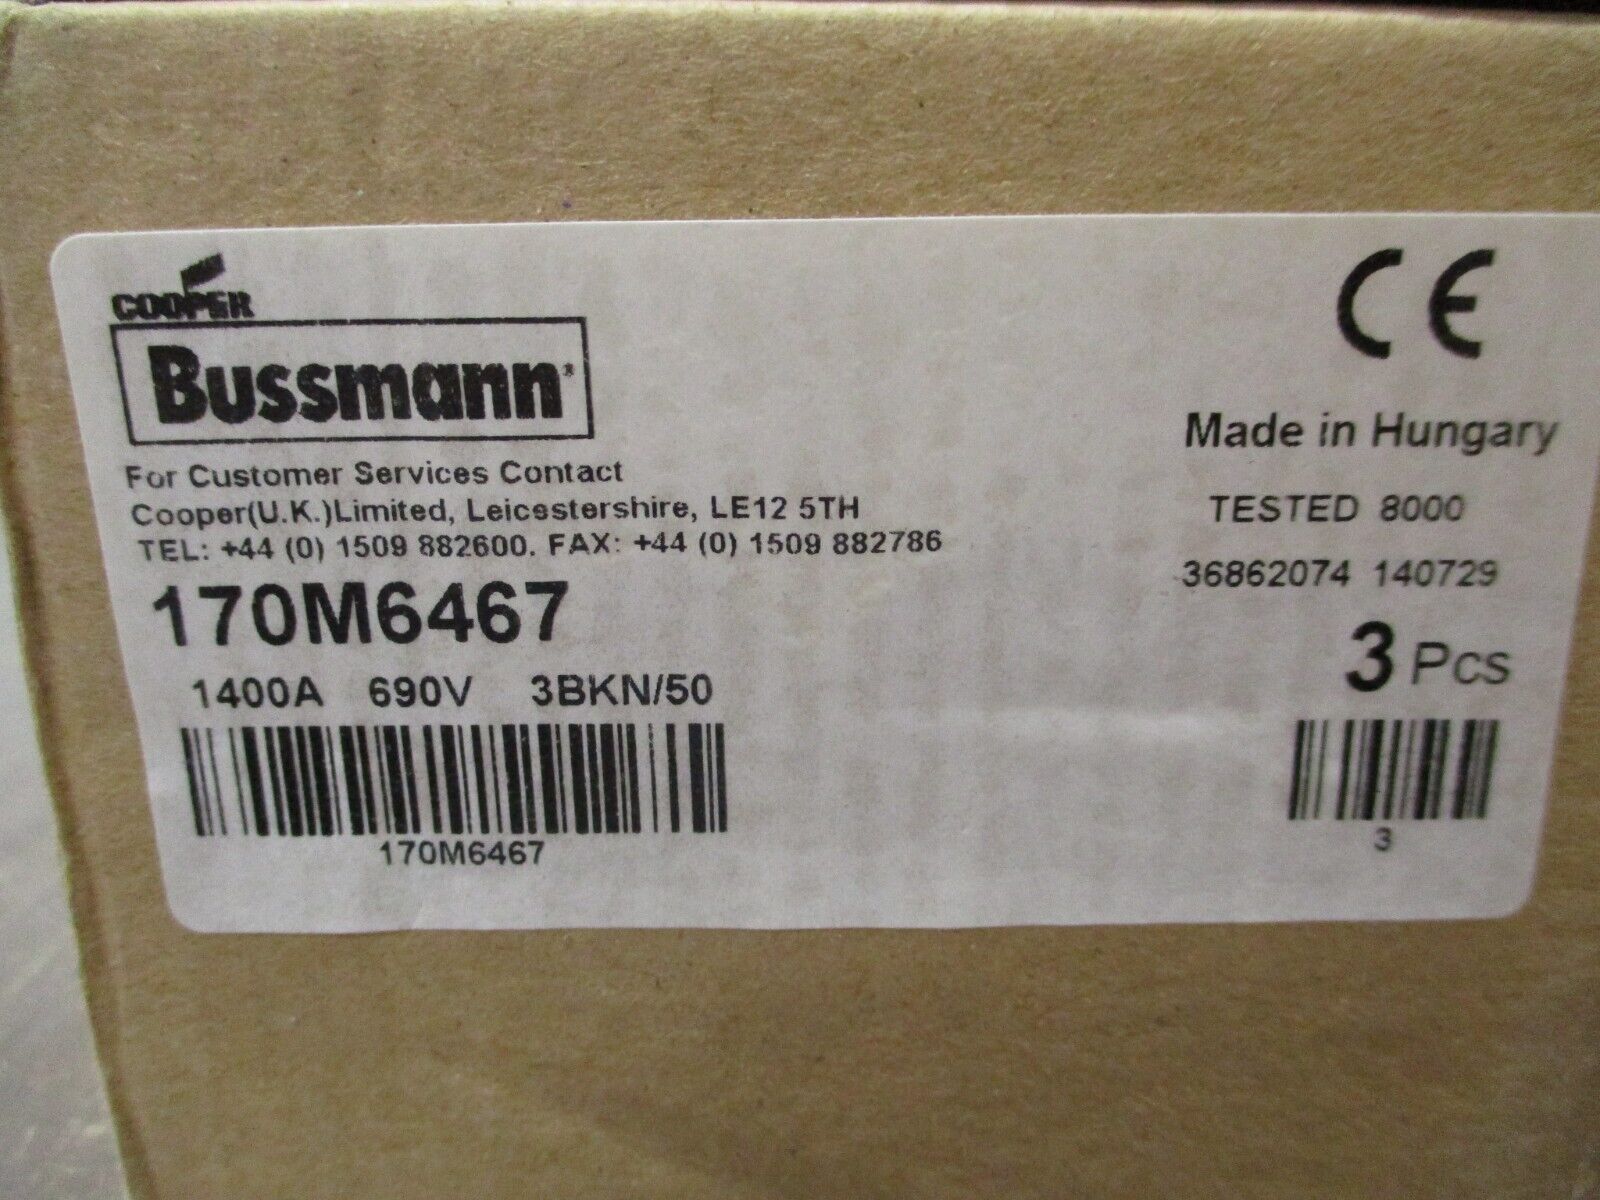 COOPER
Bussmann®
For Customer Services Contact
Cooper(U.K.)Limited, Leicestershire, LE12 5TH
TEL: +44 (0) 1509 882600. FAX: +44 (0) 1509 882786
170M6467
1400A 690V 3BKN/50
170M6467
CE
Made in Hungary
TESTED 8000
36862074 140729
3 Pcs
3